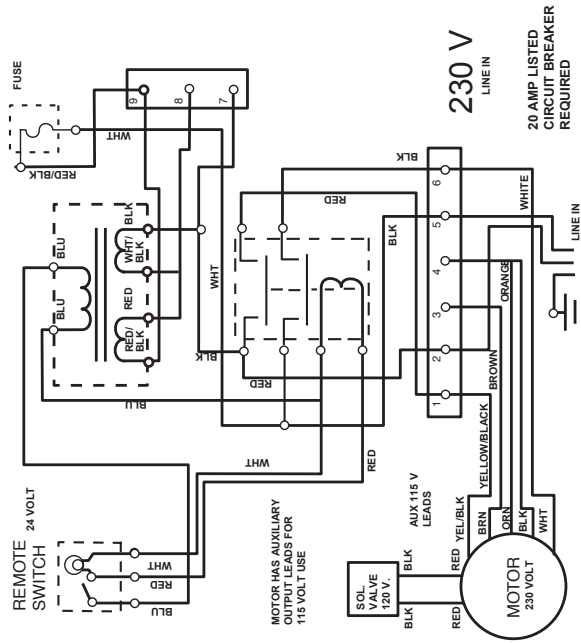 FUSE
RED/BLK
WHT
9
8
7
230 V
LINE IN
20 AMP LISTED
CIRCUIT BREAKER
REQUIRED
BLU
BLU
BLK
WHT/
BLK
RED
RED/
BLK
BLU
WHT
BLK
RED
RED
BLK
BLK
6
5
4
3
2
1
WHITE
LINE IN
ORANGE
BROWN
YELLOW/BLACK
REMOTE
SWITCH
24 VOLT
WHT
RED
BLU
WHT
RED
MOTOR HAS AUXILIARY
OUTPUT LEADS FOR
115 VOLT USE
AUX 115 V
LEADS
YEL/BLK
BRN
ORN
BLK
WHT
SOL.
VALVE
120 V.
BLK
BLK
RED
RED
MOTOR
230 VOLT